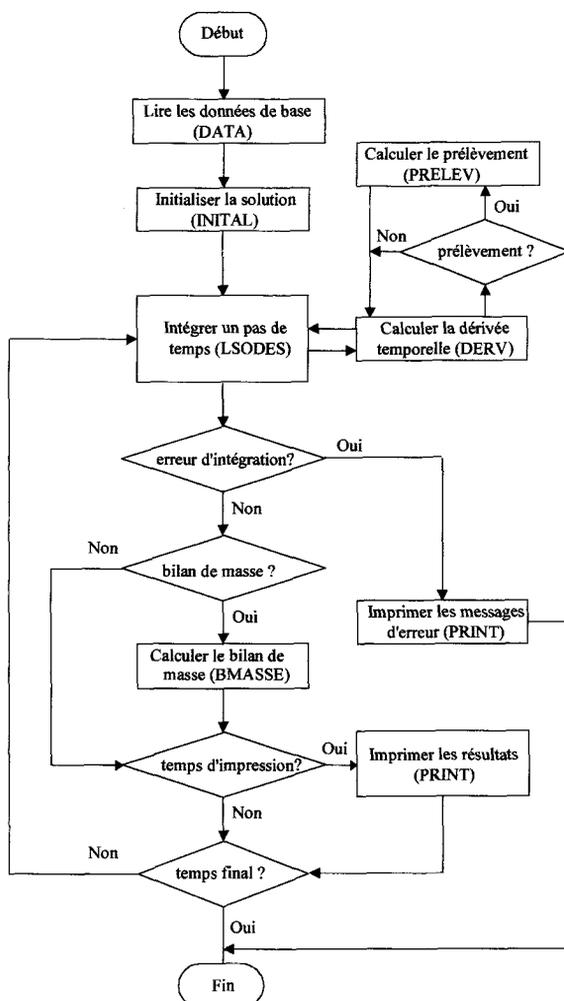 Début
Lire les données de base
(DATA)
Calculer le prélèvement
(PRELEV)
Initialiser la solution
(INITAL)
Oui
Non
prélèvement ?
Intégrer un pas de
temps (LSODES)
Calculer la dérivée
temporelle (DERV)
Oui
erreur d'intégration?
Non
Non
bilan de masse ?
Oui
Imprimer les messages
d'erreur (PRINT)
Calculer le bilan de
masse (BMASSE)
Oui
temps d'impression?
Imprimer les résultats
(PRINT)
Non
Non
temps final ?
Oui
Fin